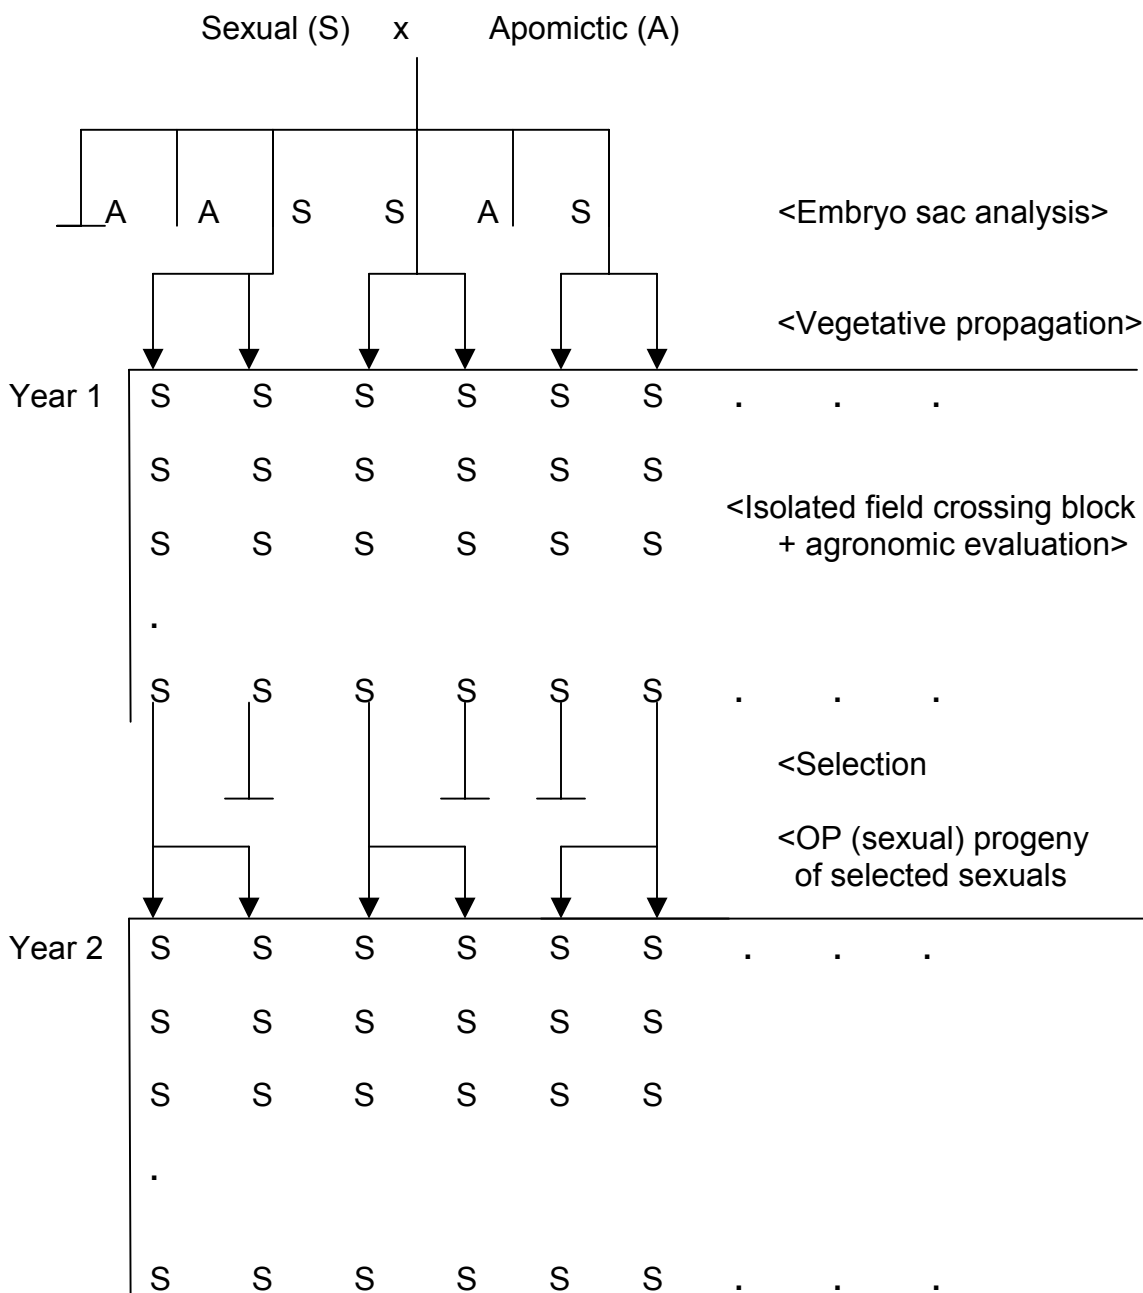 Sexual (S) x Apomictic (A)
A A S S A S <Embryo sac analysis>
<Vegetative propagation>
Year 1 S S S S S S . . .
S S S S S S
<Isolated field crossing block
S S S S S S + agronomic evaluation>
.
S S S S S S . . .
<Selection
<OP (sexual) progeny
of selected sexuals
Year 2 S S S S S S . . .
S S S S S S
S S S S S S
.
S S S S S S . . .